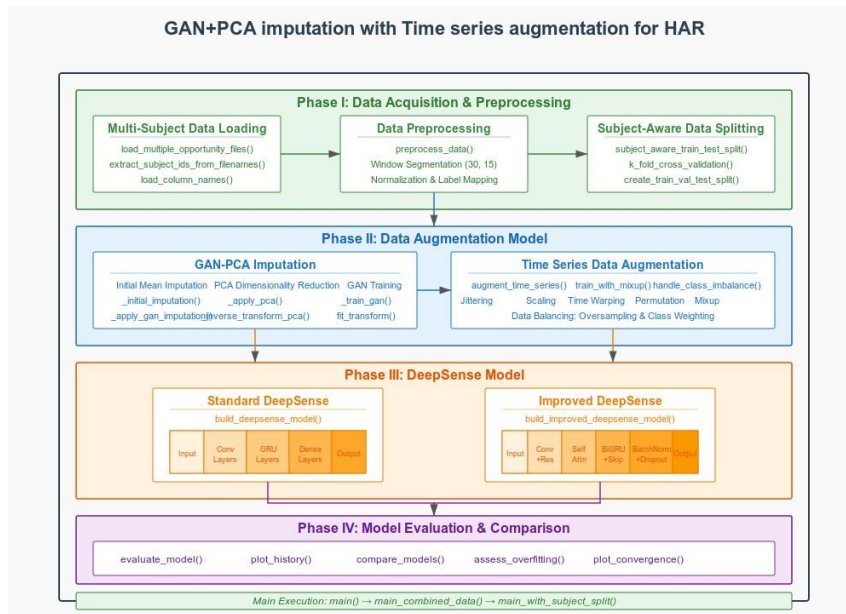 GAN+PCA imputation with Time series augmentation for HAR
Phase I: Data Acquisition & Preprocessing
Multi-Subject Data Loading
load_multiple_opportunity_files()
extract_subject_ids_from_filenames()
load_column_names()
Data Preprocessing
preprocess_data()
Window Segmentation (30, 15)
Normalization & Label Mapping
Subject-Aware Data Splitting
subject_aware_train_test_split()
k_fold_cross_validation()
create_train_val_test_split()
Phase II: Data Augmentation Model
GAN-PCA Imputation
Initial Mean Imputation PCA Dimensionality Reduction GAN Training
_initial_imputation() _apply_pca() _train_gan()
_apply_gan_imputation() _inverse_transform_pca() fit_transform()
Time Series Data Augmentation
augment_time_series() train_with_mixup() handle_class_imbalance()
Jittering Scaling Time Warping Permutation Mixup
Data Balancing: Oversampling & Class Weighting
Phase III: DeepSense Model
Standard DeepSense
build_deepsense_model()
Input
Conv
Layers
GRU
Layers
Dense
Layers
Output
Improved DeepSense
build_improved_deepsense_model()
Input
Conv
+Res
Self
Attn
BiGRU
+Skip
BatchNorm
+Dropout
Output
Phase IV: Model Evaluation & Comparison
evaluate_model() plot_history() compare_models() assess_overfitting() plot_convergence()
Main Execution: main() → main_combined_data() → main_with_subject_split()